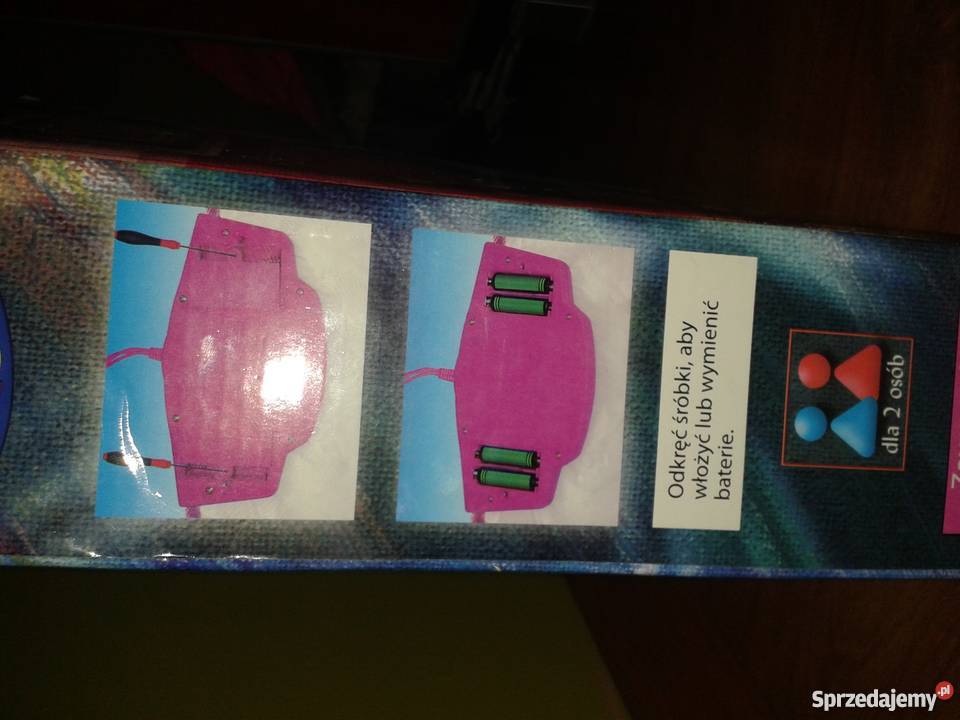 Odkręć śróbki, aby
włożyć lub wymienić
baterie.
dla 2 osób
Sprzedajemy.pl